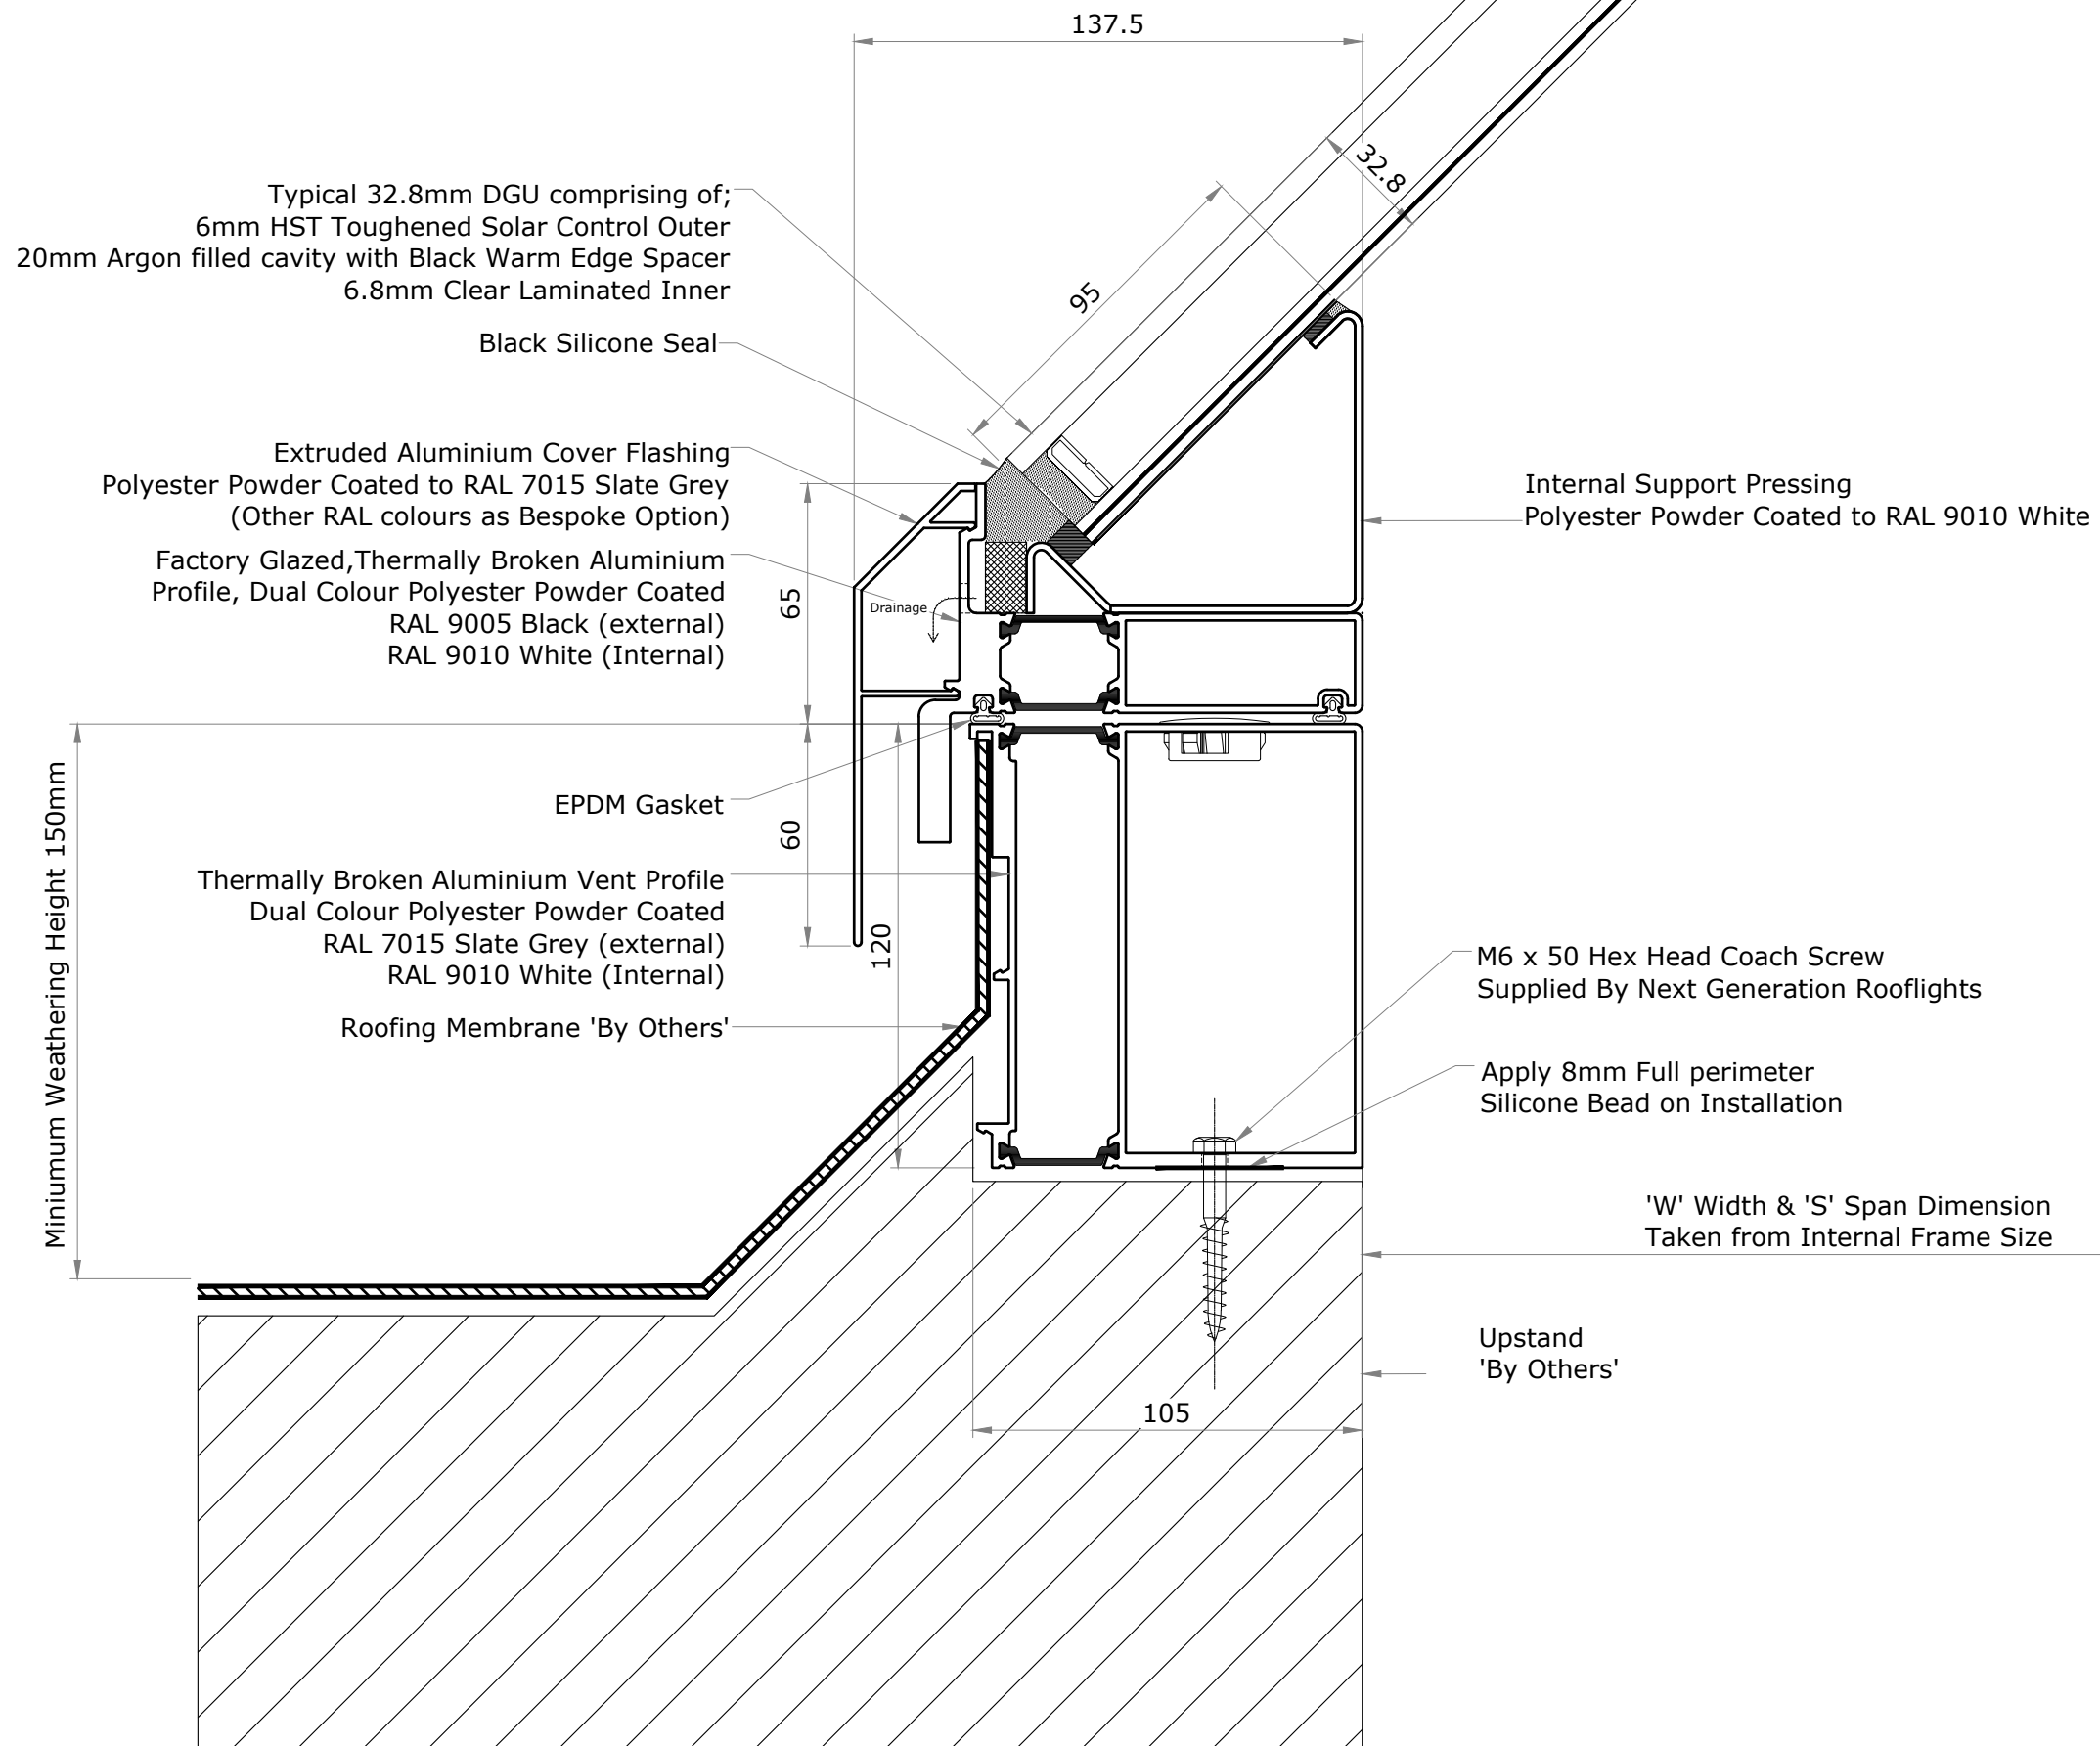 137.5
32.8
Typical 32.8mm DGU comprising of;
6mm HST Toughened Solar Control Outer
20mm Argon filled cavity with Black Warm Edge Spacer
6.8mm Clear Laminated Inner
95
Black Silicone Seal
Extruded Aluminium Cover Flashing
Polyester Powder Coated to RAL 7015 Slate Grey
(Other RAL colours as Bespoke Option)
Internal Support Pressing
Polyester Powder Coated to RAL 9010 White
Factory Glazed,Thermally Broken Aluminium
Profile, Dual Colour Polyester Powder Coated
RAL 9005 Black (external)
RAL 9010 White (Internal)
65
Drainage
EPDM Gasket
60
Miniumum Weathering Height 150mm
Thermally Broken Aluminium Vent Profile
Dual Colour Polyester Powder Coated
RAL 7015 Slate Grey (external)
RAL 9010 White (Internal)
120
M6 x 50 Hex Head Coach Screw
Supplied By Next Generation Rooflights
Roofing Membrane 'By Others'
Apply 8mm Full perimeter
Silicone Bead on Installation
'W' Width & 'S' Span Dimension
Taken from Internal Frame Size
Upstand
'By Others'
105